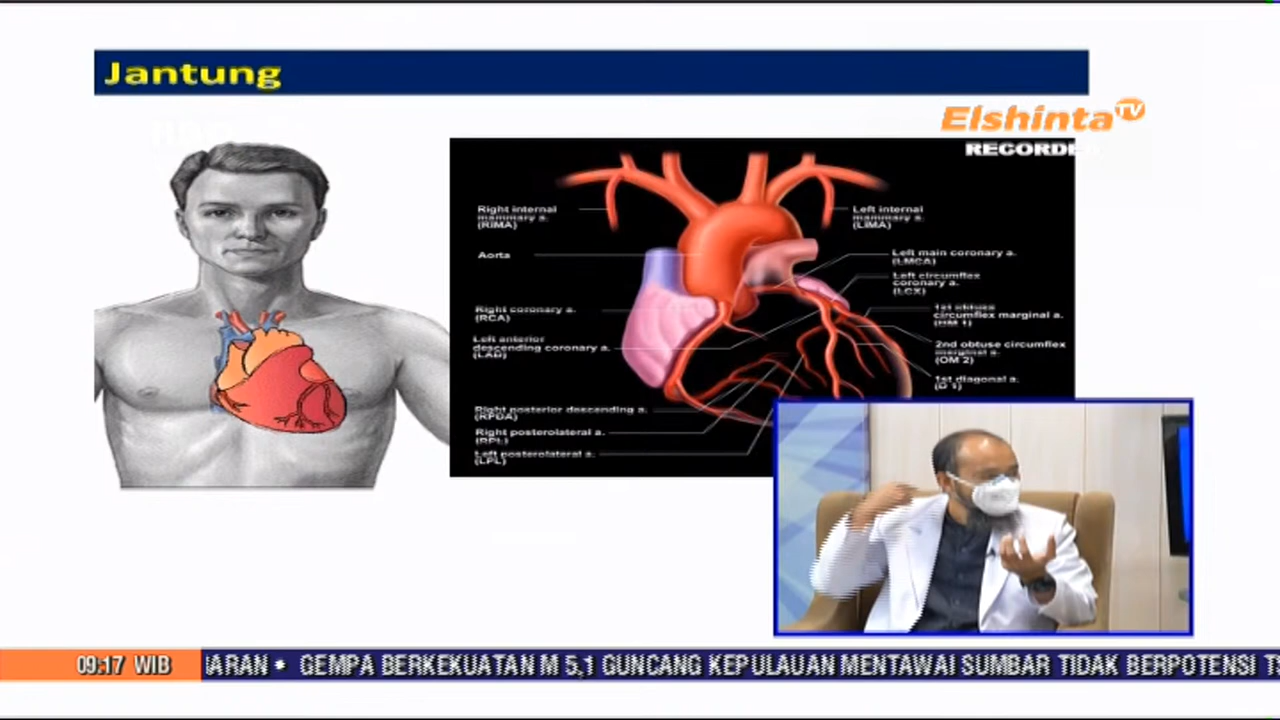 Jantung
Elshinta TV
RECORDED
Right internal
mammary a.
(RIMA)
Left internal
mammary a.
(LIMA)
Aorta
Left main coronary a.
(LMCA)
Left circumflex
coronary a.
(LCX)
Right coronary a.
(RCA)
1st obtuse
circumflex marginal a.
Left anterior
descending coronary a.
(LAD)
2nd obtuse circumflex
marginal a.
(OM 2)
1st diagonal a.
(D 1)
Right posterior descending a.
(RPDA)
Right posterolateral a.
(RPL)
Left posterolateral a.
(LPL)
09:17 WIB
IARAN • GEMPA BERKEKUATAN M 5,1 GUNCANG KEPULAUAN MENTAWAI SUMBAR TIDAK BERPOTENSI